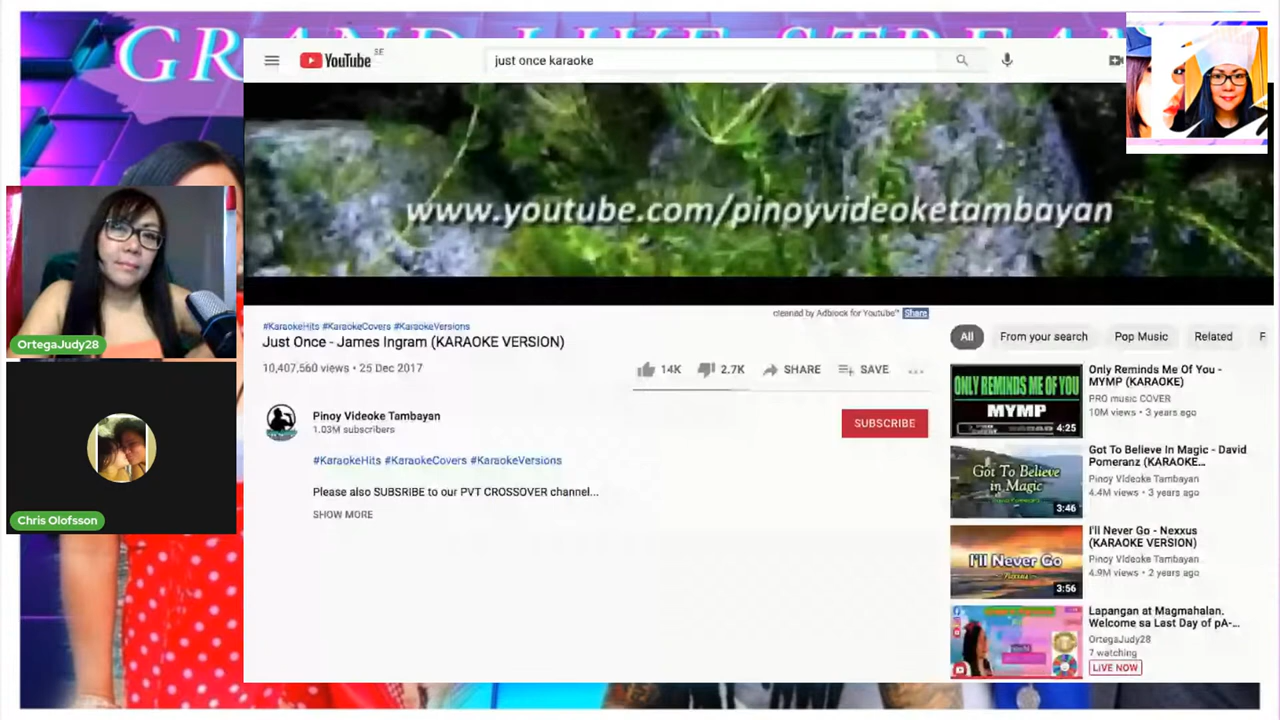 GRAND LIVE STREAM
YouTube SE
just once karaoke
www.youtube.com/pinoyvideoketambayan
cleaned by Adblock for Youtube™ Share
#KaraokeHits #KaraokeCovers #KaraokeVersions
Just Once - James Ingram (KARAOKE VERSION)
10,407,560 views • 25 Dec 2017
14K 2.7K SHARE SAVE
Pinoy Videoke Tambayan
1.03M subscribers
SUBSCRIBE
#KaraokeHits #KaraokeCovers #KaraokeVersions
Please also SUBSRIBE to our PVT CROSSOVER channel...
SHOW MORE
All From your search Pop Music Related F
ONLY REMINDS ME OF YOU
MYMP
4:25
Only Reminds Me Of You -
MYMP (KARAOKE)
PRO music COVER
10M views • 3 years ago
Got To Believe
in Magic
3:46
Got To Believe In Magic - David
Pomeranz (KARAOKE...
Pinoy Videoke Tambayan
4.4M views • 3 years ago
I'll Never Go
Nexxus
3:56
I'll Never Go - Nexxus
(KARAOKE VERSION)
Pinoy Videoke Tambayan
4.9M views • 2 years ago
Lapangan at Magmahalan.
Welcome sa Last Day of pA-...
OrtegaJudy28
7 watching
LIVE NOW
OrtegaJudy28
Chris Olofsson